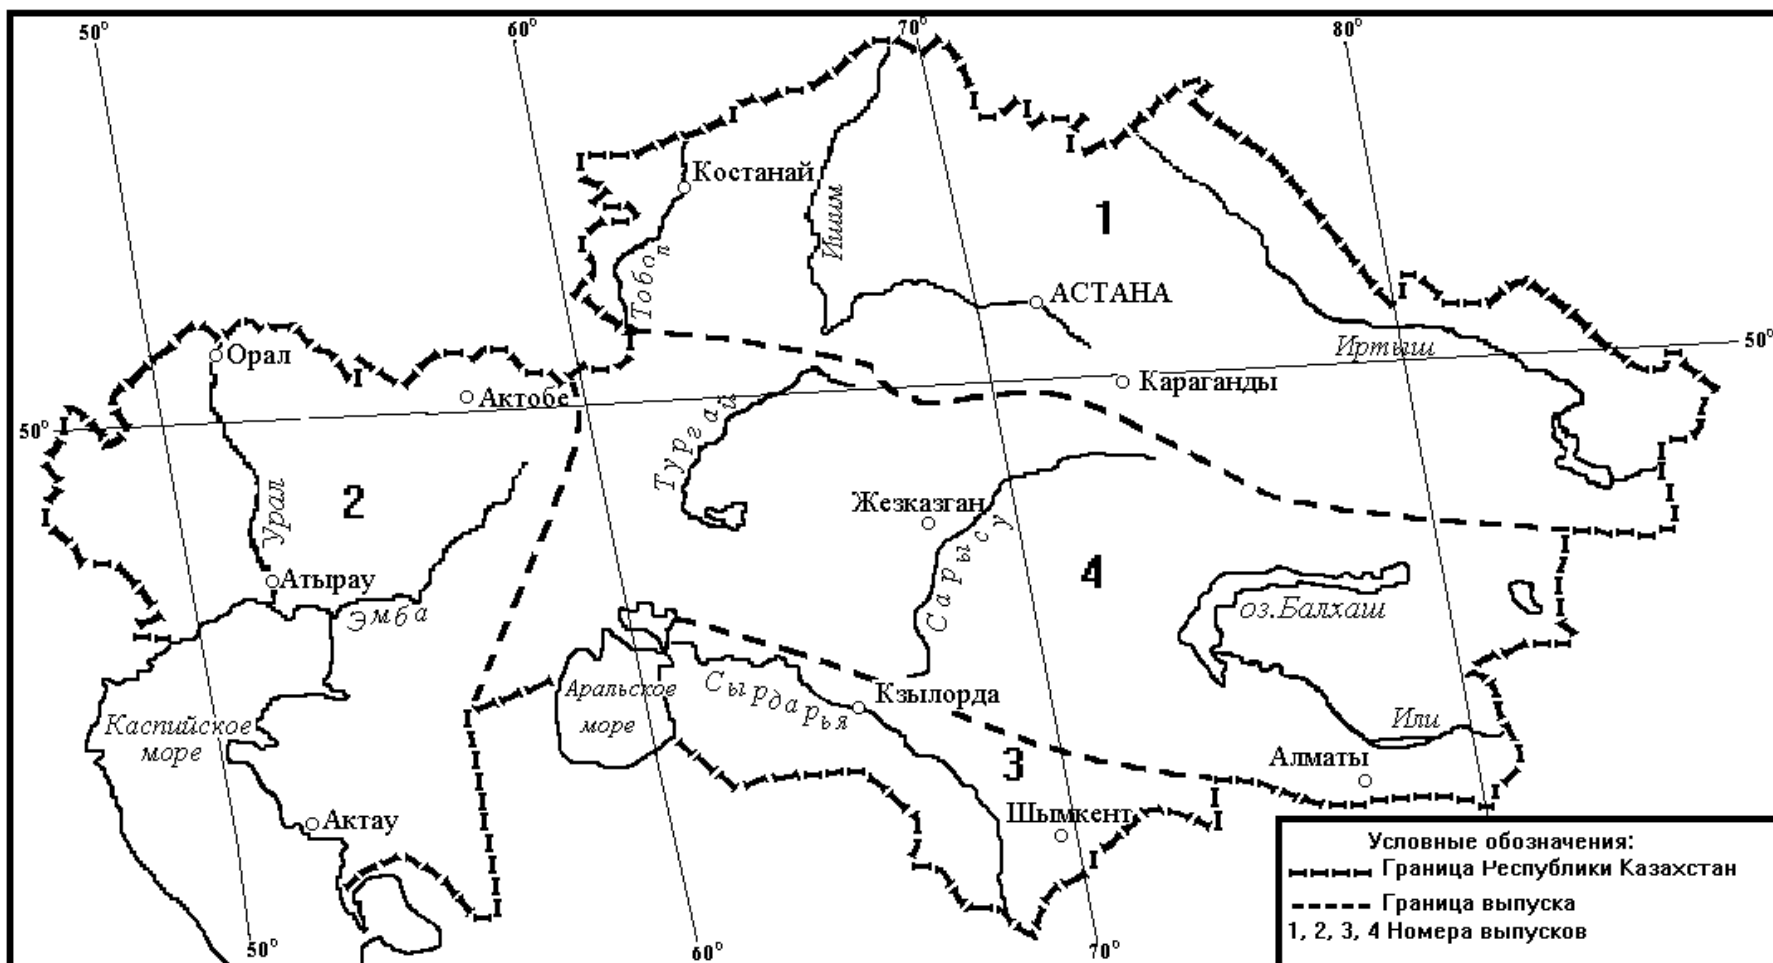 50°
60°
70°
80°
Костанай
Тобол
Ишим
1
АСТАНА
Иртыш
50°
Орал
Актобе
Караганды
50°
Тургай
2
Урал
Жезказган
Сарысу
4
Атырау
Эмба
оз.Балхаш
Аральское
море
Сырдарья
Кзылорда
Каспийское
море
Или
3
Алматы
Актау
Шымкент
50°
60°
70°
Условные обозначения:
Граница Республики Казахстан
Граница выпуска
1, 2, 3, 4 Номера выпусков